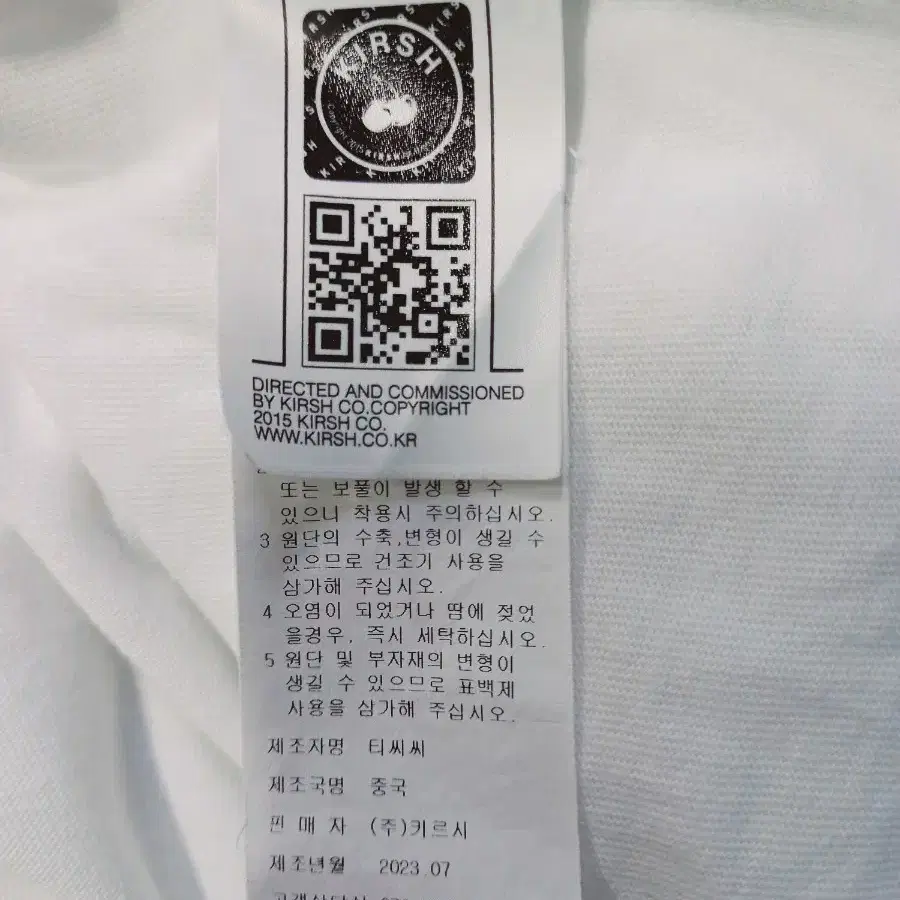 KIRSH
DIRECTED AND COMMISSIONED
BY KIRSH CO.COPYRIGHT
2015 KIRSH CO.
WWW.KIRSH.CO.KR
또는 보풀이 발생 할 수
있으니 착용시 주의하십시오.
3 원단의 수축,변형이 생길 수
있으므로 건조기 사용을
삼가해 주십시오.
4 오염이 되었거나 땀에 젖었
을경우, 즉시 세탁하십시오.
5 원단 및 부자재의 변형이
생길 수 있으므로 표백제
사용을 삼가해 주십시오.
제조자명 티씨씨
제조국명 중국
판 매 자 (주)키르시
제조년월 2023.07